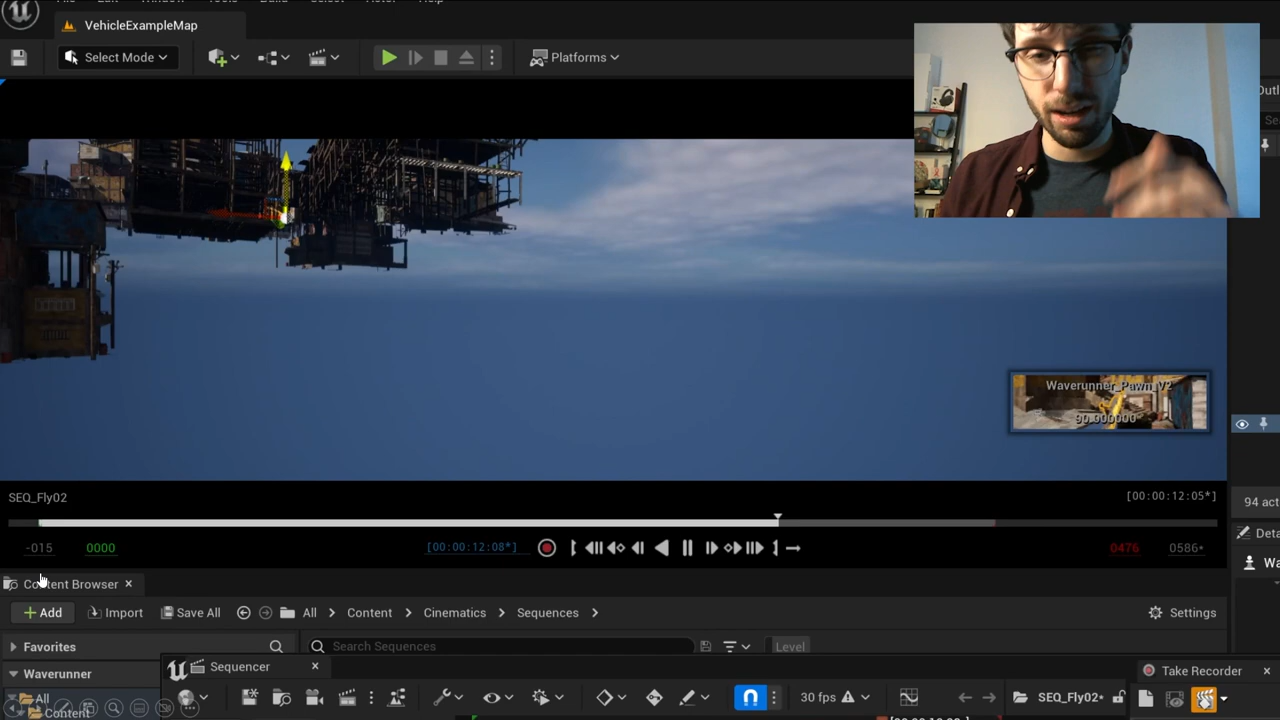 VehicleExampleMap
Select Mode
Platforms
Waverunner_Pawn_V2
90.000000°
SEQ_Fly02
[00:00:12:05*]
-015
0000
[00:00:12:08*]
0476
0586*
94 act
Content Browser
Add
Import
Save All
All
Content
Cinematics
Sequences
Settings
Favorites
Search Sequences
Level
Waverunner
All
Content
Sequencer
30 fps
SEQ_Fly02*
Take Recorder